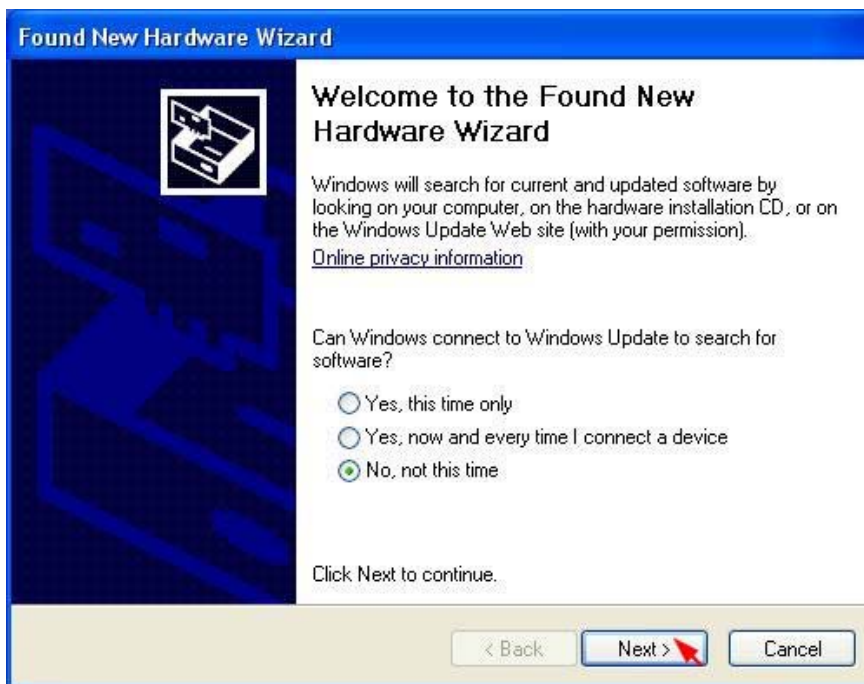 Found New Hardware Wizard
Welcome to the Found New
Hardware Wizard
Windows will search for current and updated software by
looking on your computer, on the hardware installation CD, or on
the Windows Update Web site (with your permission).
Online privacy information
Can Windows connect to Windows Update to search for
software?
Yes, this time only
Yes, now and every time I connect a device
No, not this time
Click Next to continue.
< Back Next > Cancel